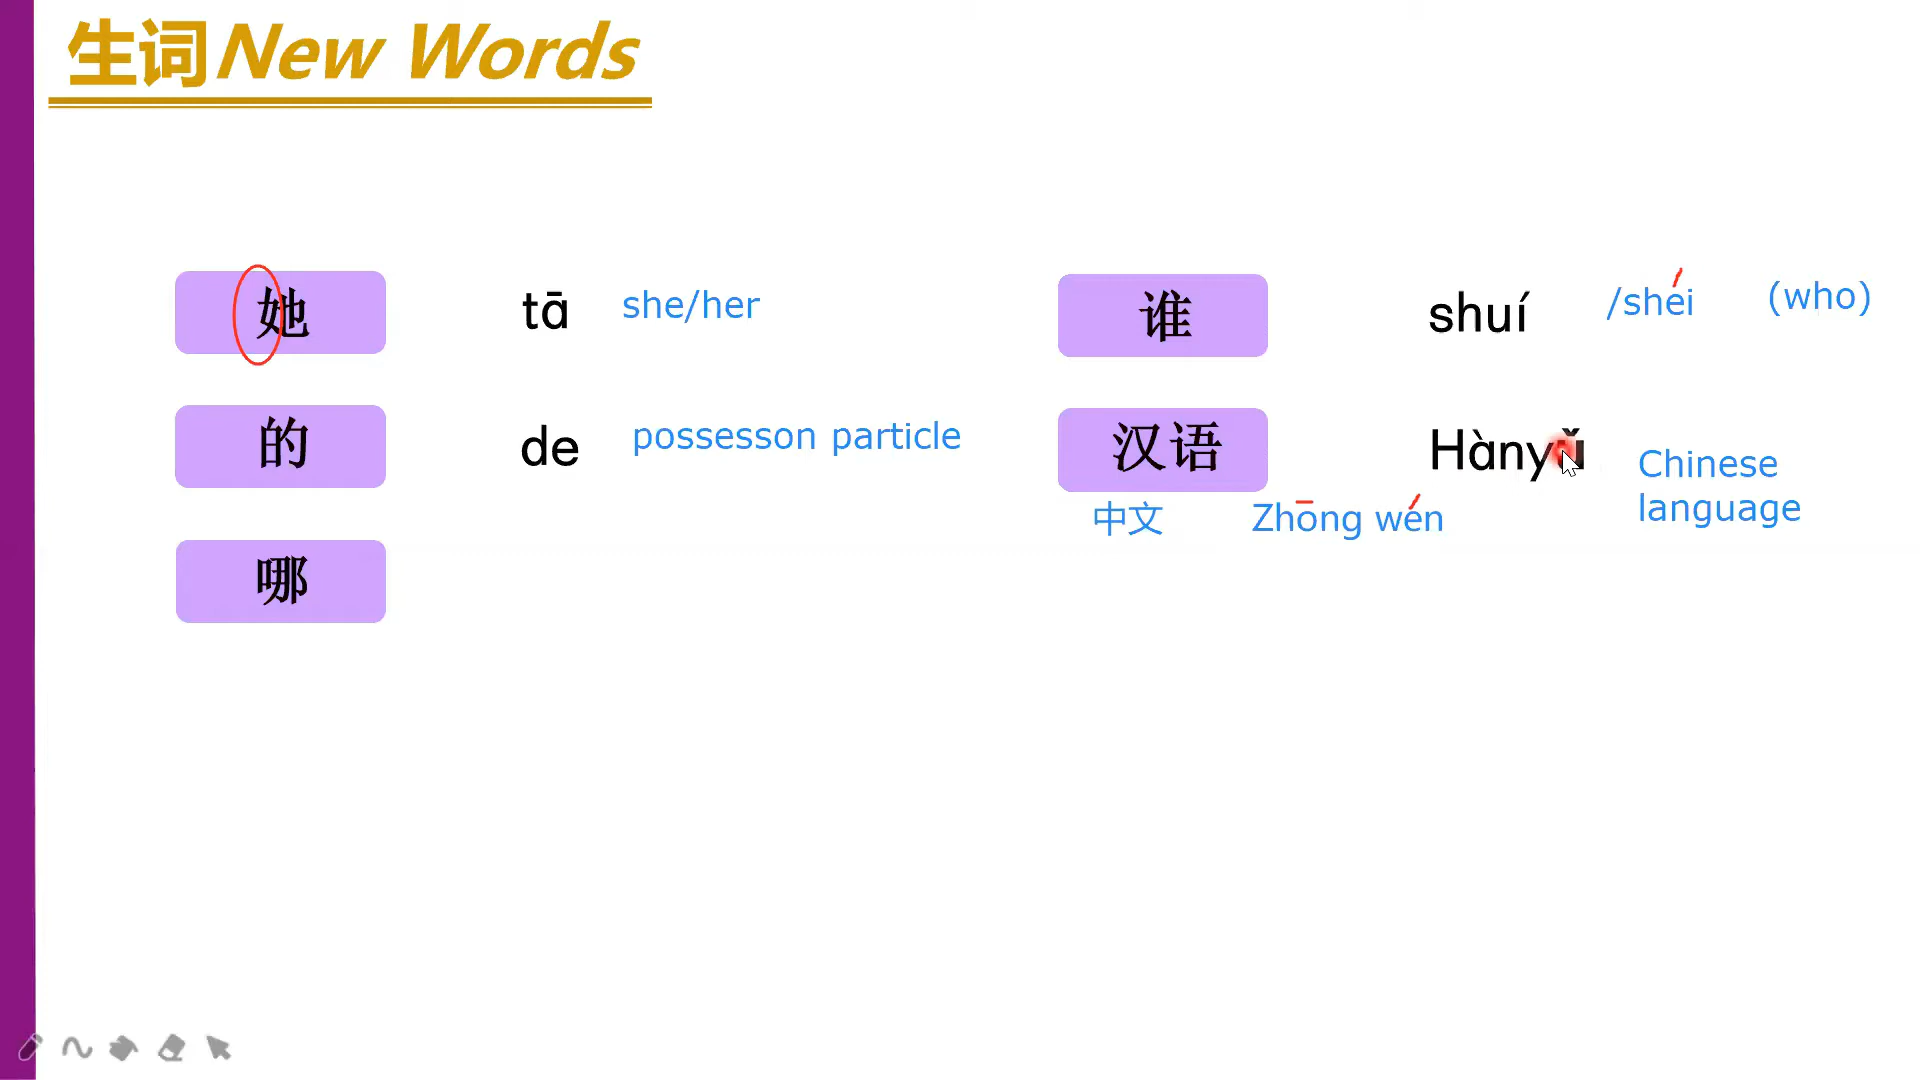 生词New Words
她 tā she/her
谁 shuí /shéi (who)
的 de possesson particle
汉语 Hànyǔ Chinese
language
中文 Zhōng wén
哪